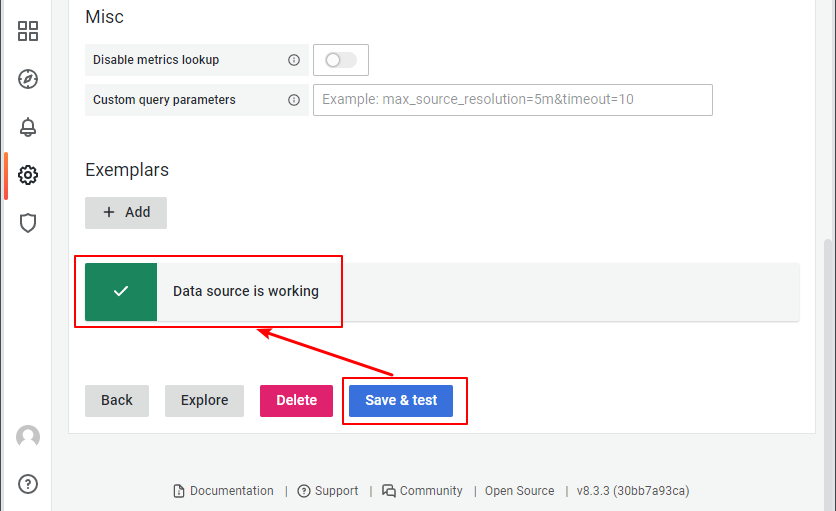 Misc
Disable metrics lookup
Custom query parameters
Example: max_source_resolution=5m&timeout=10
Exemplars
+ Add
Data source is working
Back Explore Delete Save & test
Documentation | Support | Community | Open Source | v8.3.3 (30bb7a93ca)